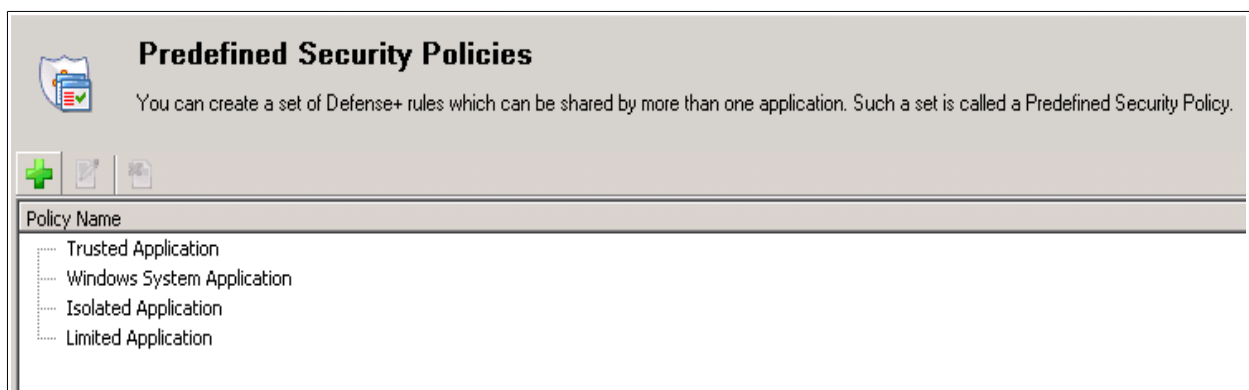 Predefined Security Policies
You can create a set of Defense+ rules which can be shared by more than one application. Such a set is called a Predefined Security Policy.
Policy Name
Trusted Application
Windows System Application
Isolated Application
Limited Application